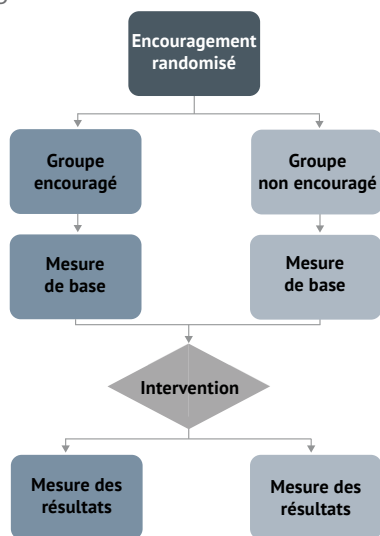 Encouragement
randomisé
Groupe
encouragé
Groupe
non encouragé
Mesure
de base
Mesure
de base
Intervention
Mesure des
résultats
Mesure des
résultats